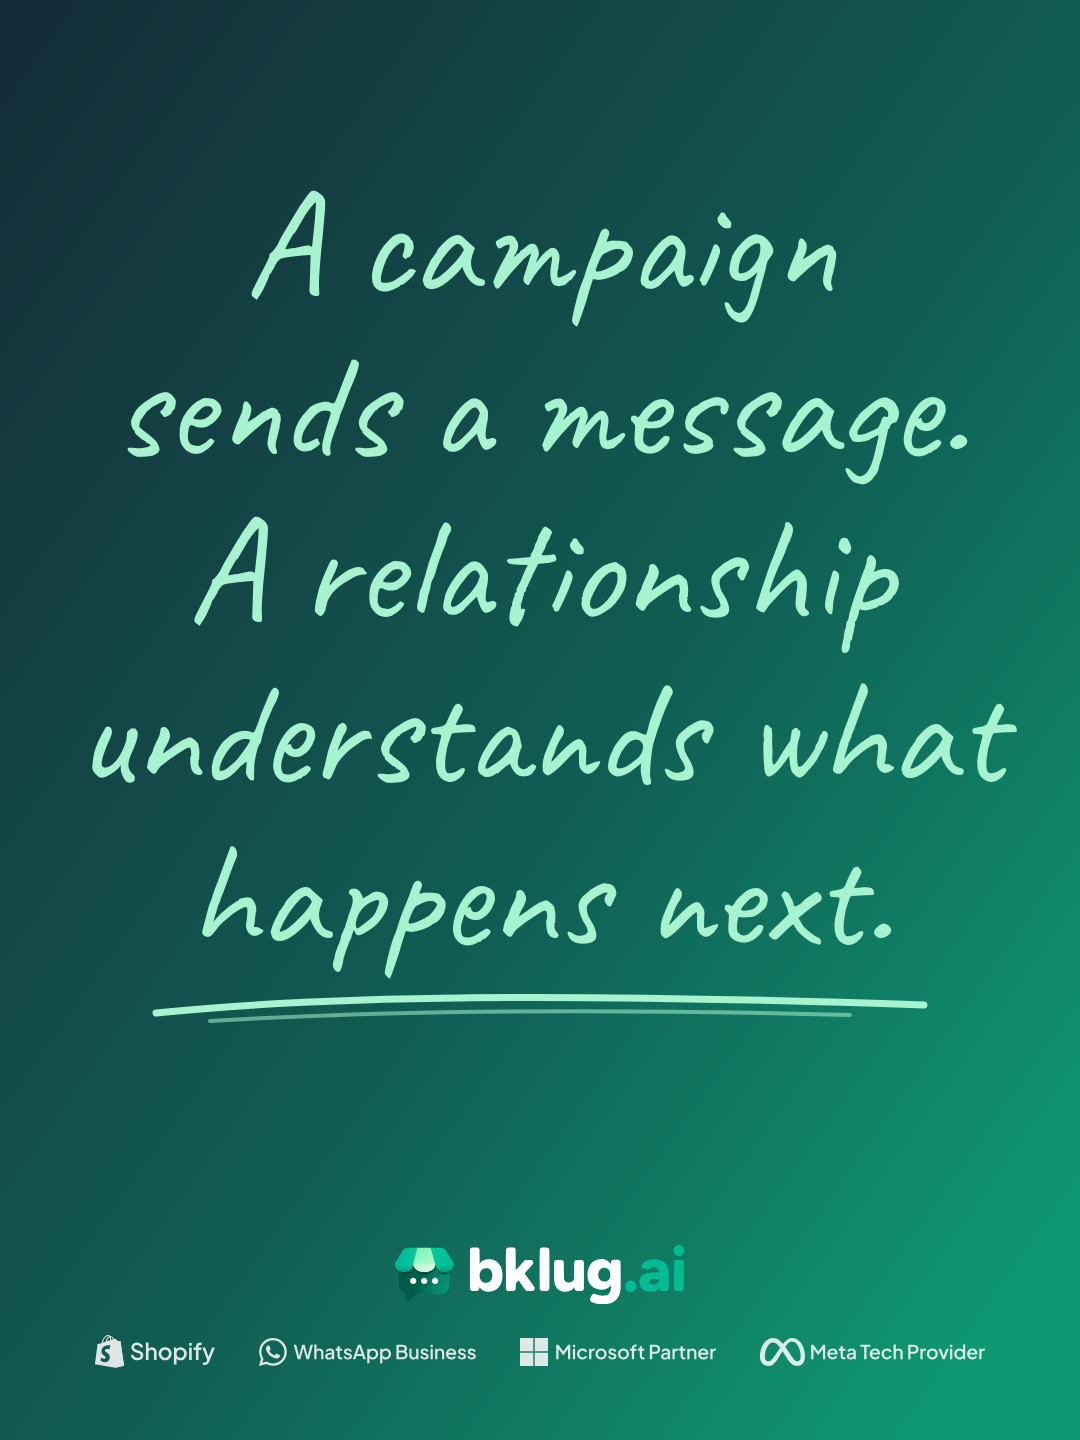 A campaign
sends a message.
A relationship
understands what
happens next.
bklug.ai
Shopify WhatsApp Business Microsoft Partner Meta Tech Provider